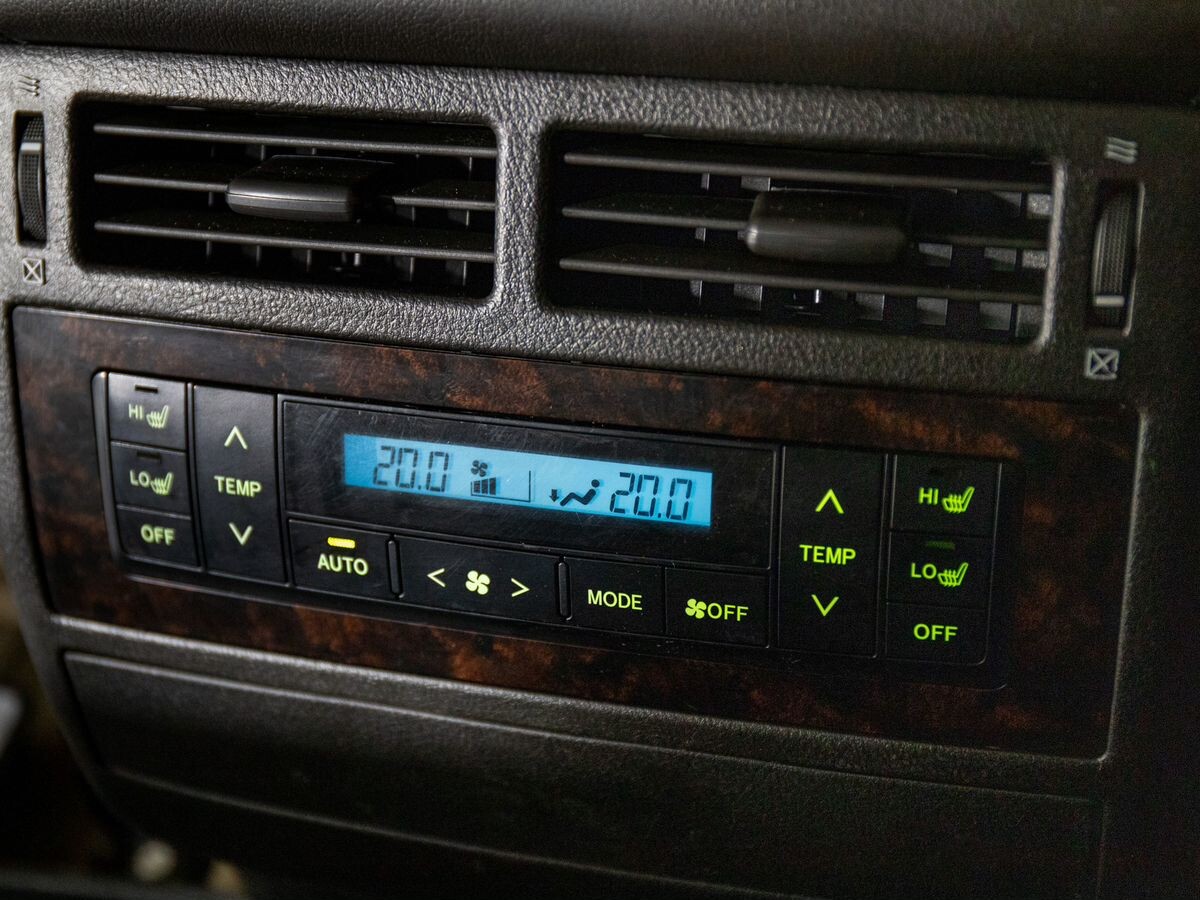 HI
LO
OFF
TEMP
20.0 20.0
AUTO
< >
MODE
OFF
TEMP
HI
LO
OFF